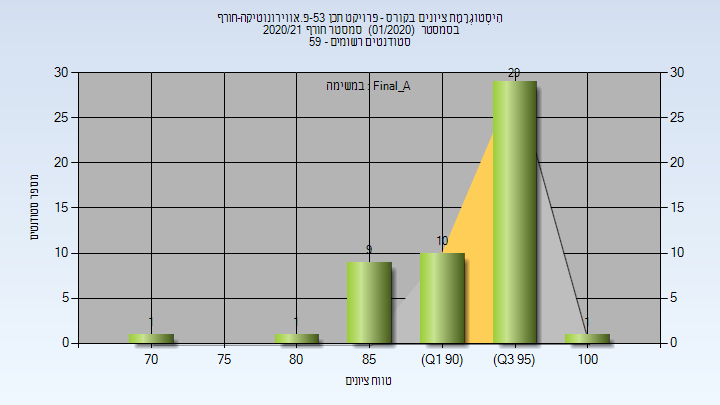 היסטוגרמת ציונים בקורס - פרויקט תכן 53-פ.אווירונוטיקה-חורף
בסמסטר (01/2020) סמסטר חורף 2020/21
סטודנטים רשומים - 59
במשימה : Final_A
30 30
25 25
20 20
15 15
10 10
5 5
0 0
מספר סטודנטים
1 1 9 10 29 1
70 75 80 85 (Q1 90) (Q3 95) 100
טווח ציונים